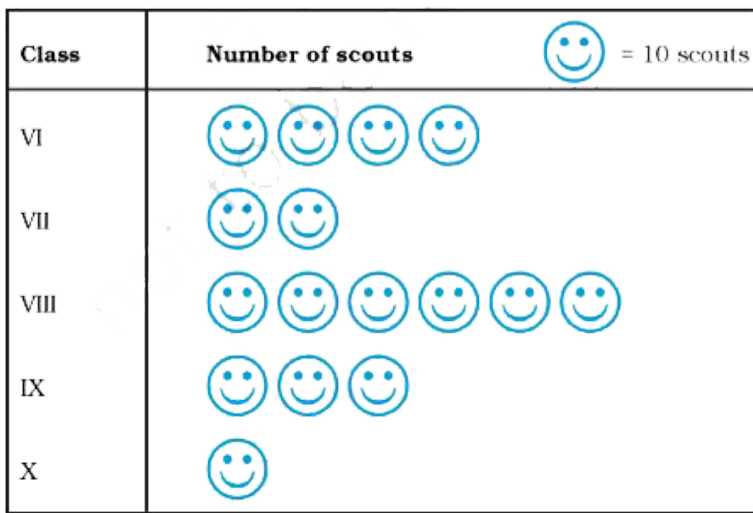 Class Number of scouts = 10 scouts
VI
VII
VIII
IX
X